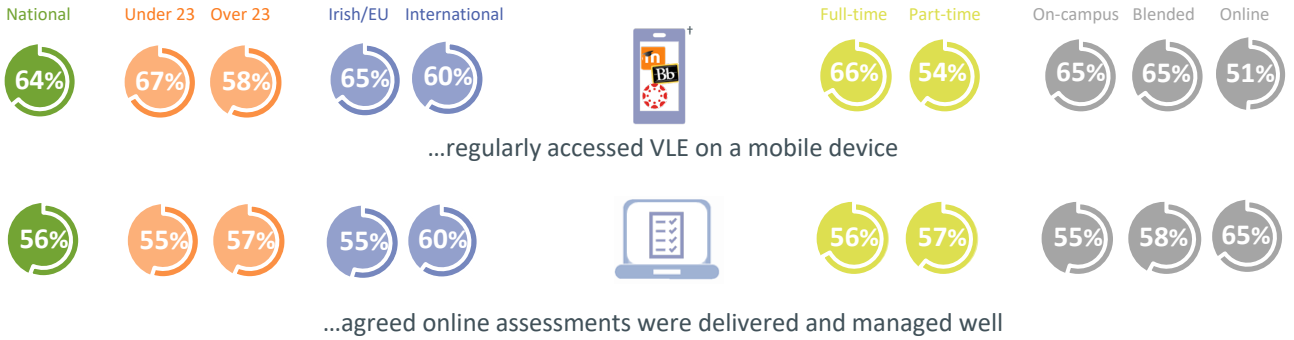 National Under 23 Over 23 Irish/EU International Full-time Part-time On-campus Blended Online
†
m
Bb
64% 67% 58% 65% 60% 66% 54% 65% 65% 51%
...regularly accessed VLE on a mobile device
56% 55% 57% 55% 60% 56% 57% 55% 58% 65%
...agreed online assessments were delivered and managed well